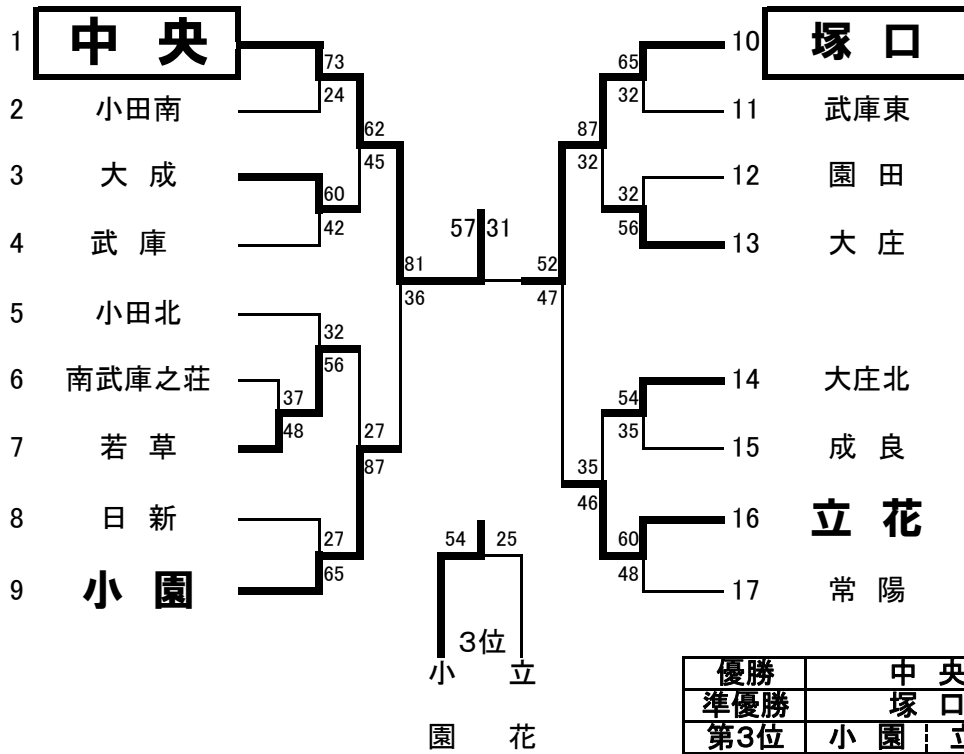 1 中 央
73
24
2 小田南
62
45
3 大 成
60
42
4 武 庫
81
36
5 小田北
32
56
6 南武庫之荘
37
48
7 若 草
27
87
8 日 新
27
65
9 小 園
57 31
10 塚 口
65
32
11 武庫東
87
32
12 園 田
32
56
13 大 庄
52
47
14 大庄北
54
35
15 成 良
35
46
16 立 花
60
48
17 常 陽
54 25
3位
小園
立花
優勝 中 央
準優勝 塚 口
第3位 小 園